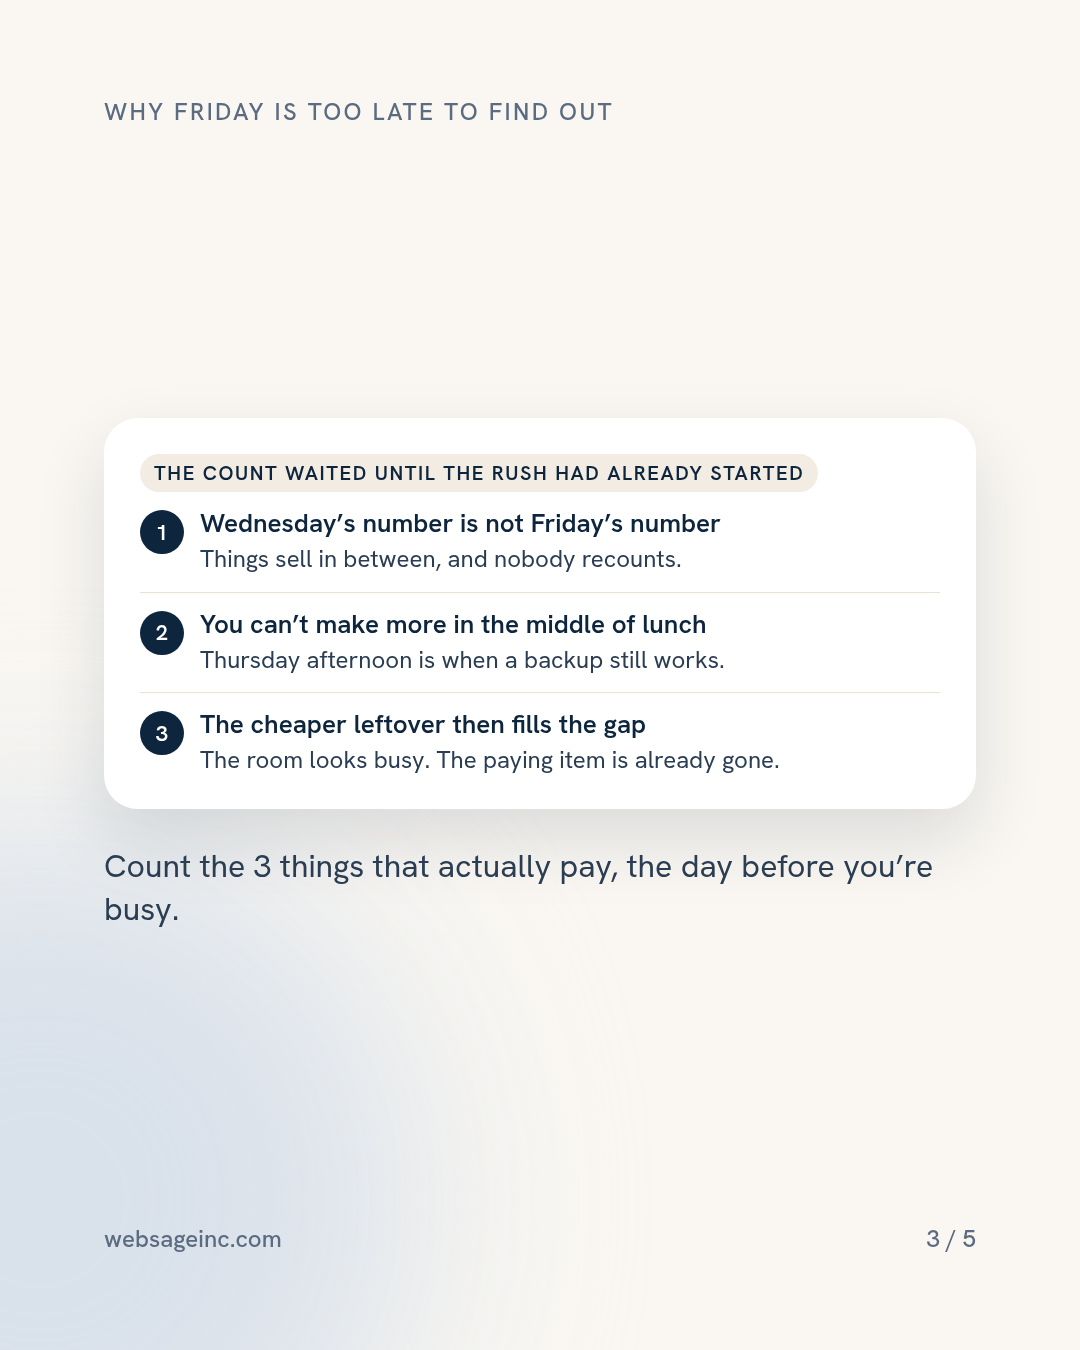 WHY FRIDAY IS TOO LATE TO FIND OUT
THE COUNT WAITED UNTIL THE RUSH HAD ALREADY STARTED
1 Wednesday’s number is not Friday’s number
Things sell in between, and nobody recounts.
2 You can’t make more in the middle of lunch
Thursday afternoon is when a backup still works.
3 The cheaper leftover then fills the gap
The room looks busy. The paying item is already gone.
Count the 3 things that actually pay, the day before you’re
busy.
websageinc.com
3 / 5